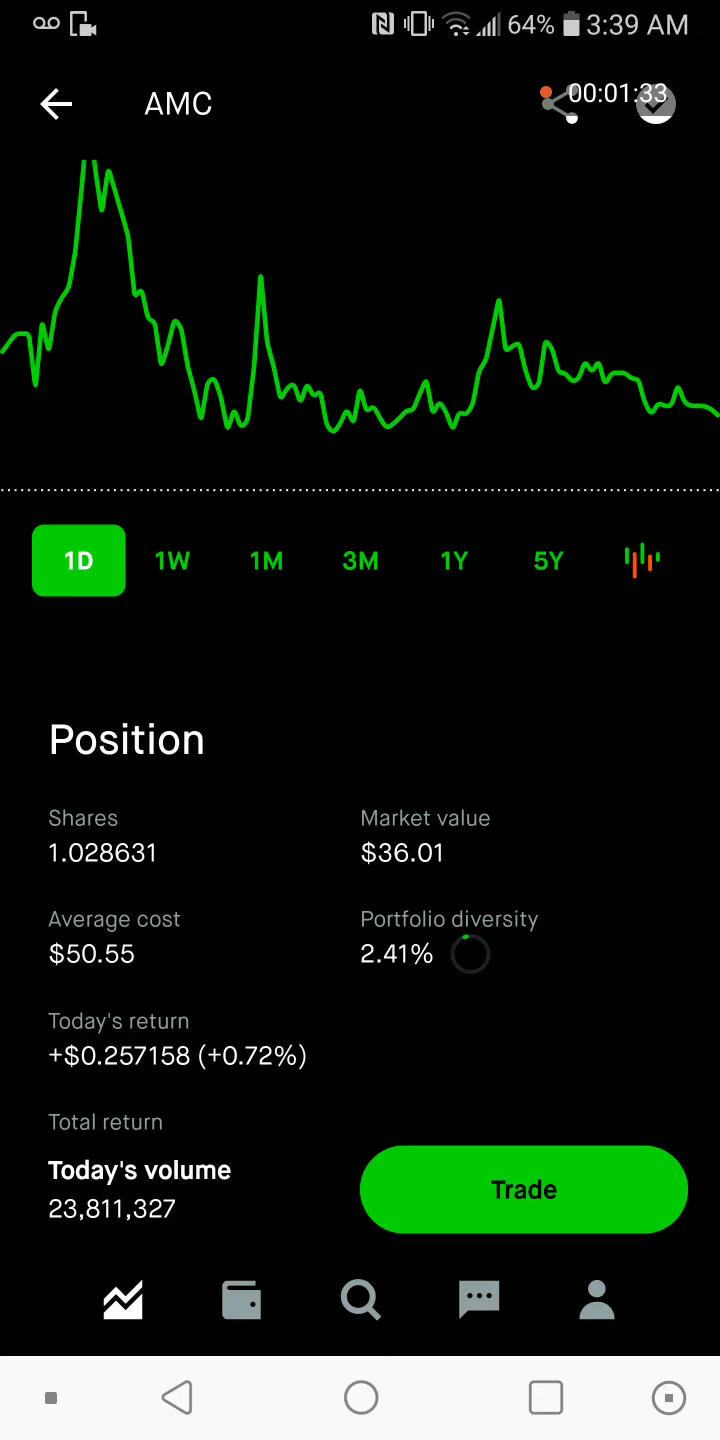 64% 3:39 AM
AMC
00:01:33
1D 1W 1M 3M 1Y 5Y
Position
Shares Market value
1.028631 $36.01
Average cost Portfolio diversity
$50.55 2.41%
Today's return
+$0.257158 (+0.72%)
Total return
Today's volume
23,811,327
Trade